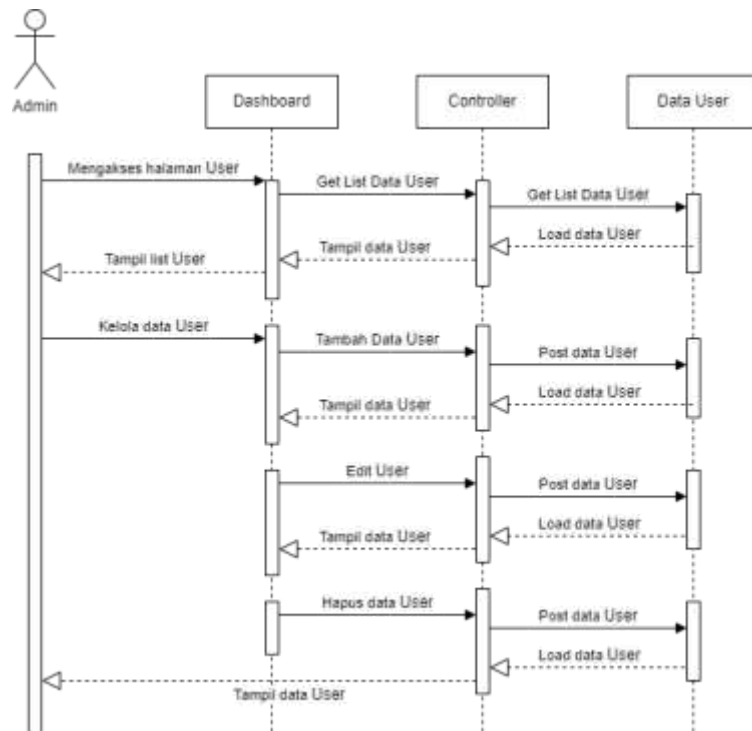 Admin
Dashboard
Controller
Data User
Mengakses halaman User
Get List Data User
Get List Data User
Load data User
Tampil data User
Tampil list User
Kelola data User
Tambah Data User
Post data User
Load data User
Tampil data User
Edit User
Post data User
Load data User
Tampil data User
Hapus data User
Post data User
Load data User
Tampil data User